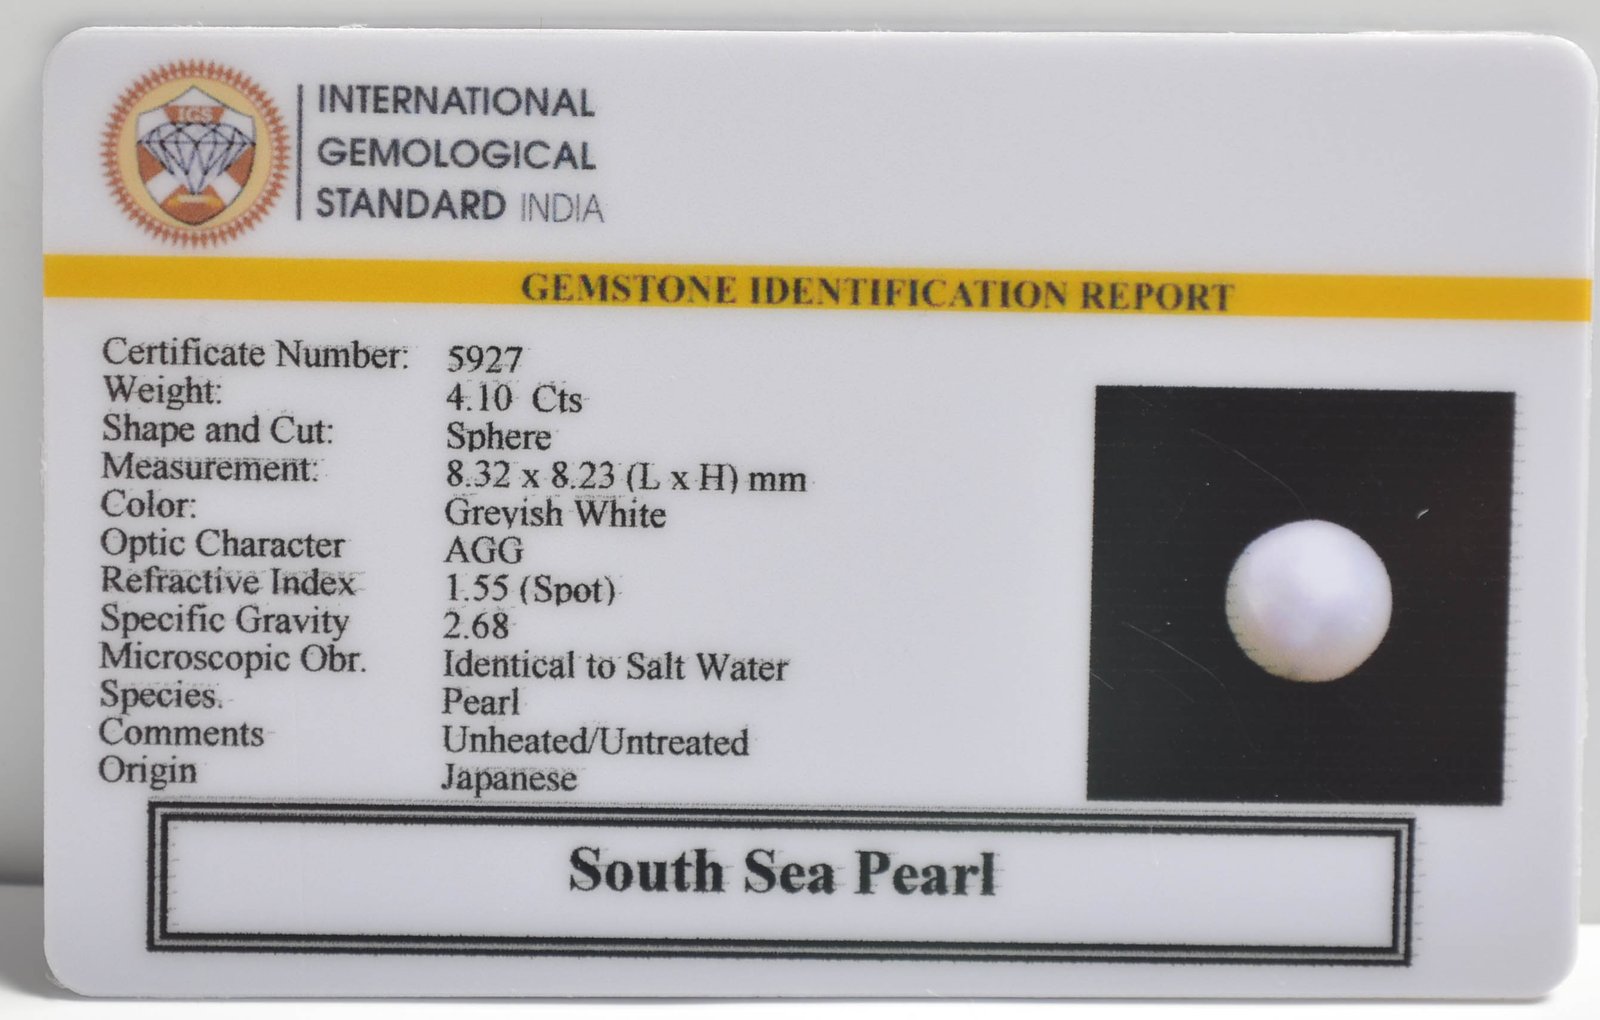 IGS
INTERNATIONAL
GEMOLOGICAL
STANDARD INDIA
GEMSTONE IDENTIFICATION REPORT
Certificate Number: 5927
Weight: 4.10 Cts
Shape and Cut: Sphere
Measurement: 8.32 x 8.23 (L x H) mm
Color: Greyish White
Optic Character AGG
Refractive Index 1.55 (Spot)
Specific Gravity 2.68
Microscopic Obr. Identical to Salt Water
Species. Pearl
Comments Unheated/Untreated
Origin Japanese
South Sea Pearl